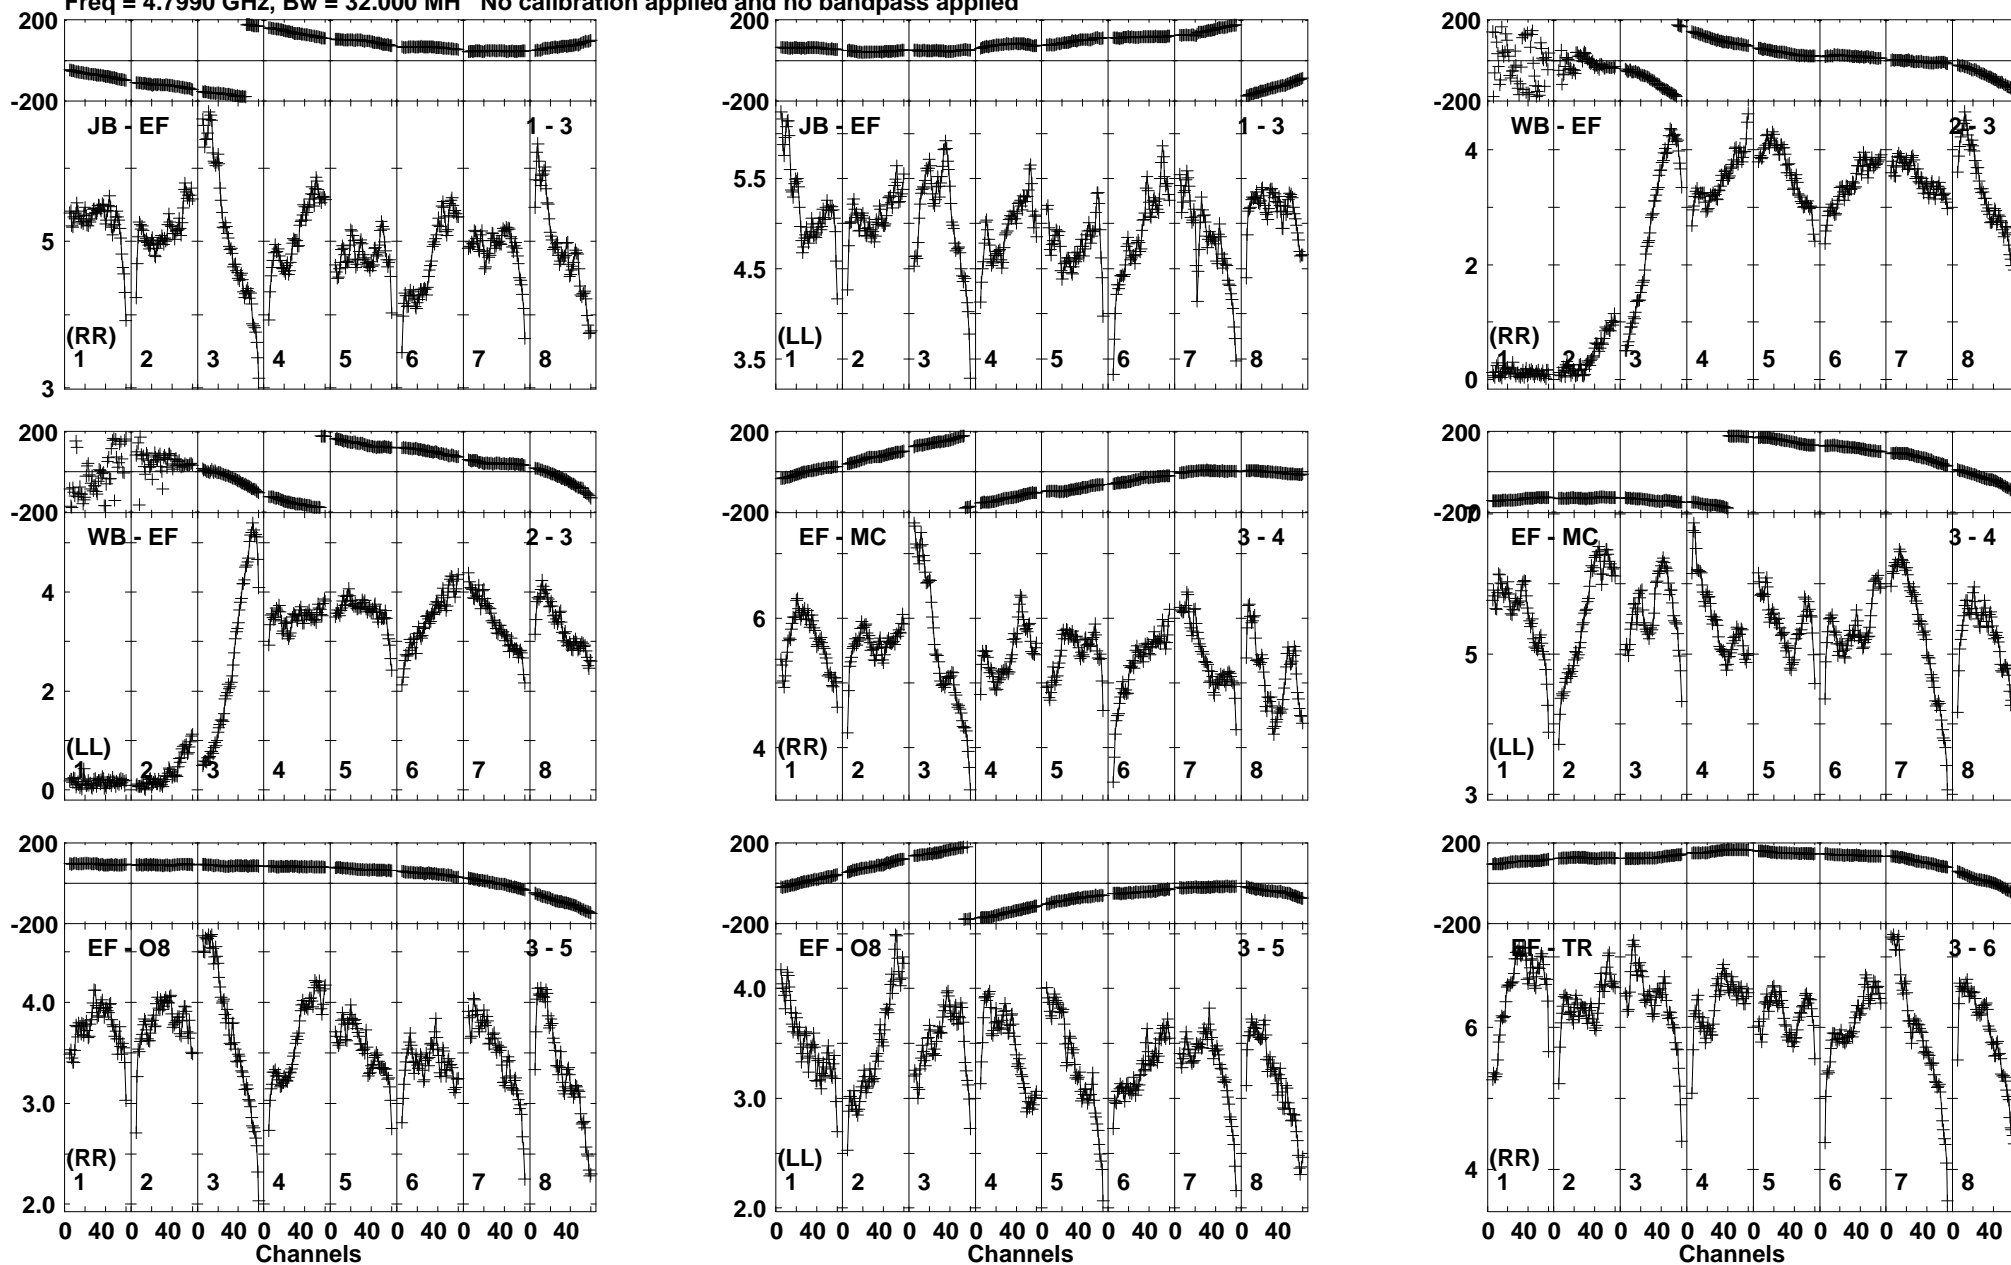 Freq = 4.7990 GHz, Bw = 32.000 MH No calibration applied and no bandpass applied
200 200 200
-200 -200 -200
JB - EF 1 - 3 JB - EF 1 - 3 WB - EF 2 - 3
5 5.5 4
4.5 2
(RR) (LL) (RR)
1 2 3 4 5 6 7 8 3.5 1 2 3 4 5 6 7 8 1 2 3 4 5 6 7 8
3 0
200 200 200
-200 -200 -200
7
WB - EF 2 - 3 EF - MC 3 - 4 EF - MC 3 - 4
4 6 5
2
(LL) 4 (RR) (LL)
1 2 3 4 5 6 7 8 1 2 3 4 5 6 7 8 1 2 3 4 5 6 7 8
0 3
200 200 200
-200 -200 -200
EF - O8 3 - 5 EF - O8 3 - 5 EF - TR 3 - 6
4.0 4.0 6
3.0 3.0
(RR) (LL) 4 (RR)
1 2 3 4 5 6 7 8 1 2 3 4 5 6 7 8 1 2 3 4 5 6 7 8
2.0 2.0
0 40 0 40 0 40 0 40 0 40 0 40 0 40 0 40 0 40 0 40 0 40 0 40 0 40 0 40 0 40 0 40 0 40 0 40 0 40 0 40 0 40 0 40 0 40 0 40
Channels Channels Channels